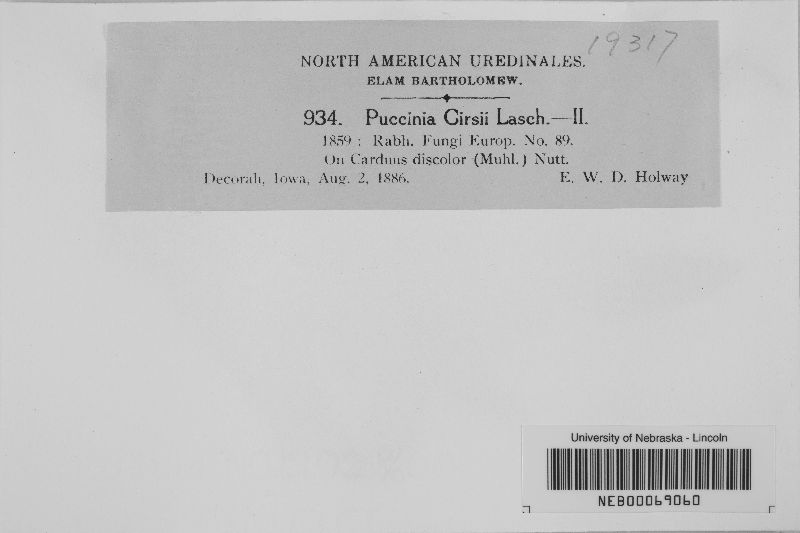 19317
NORTH AMERICAN UREDINALES.
ELAM BARTHOLOMEW.
934. Puccinia Cirsii Lasch.—II.
1859 : Rabh. Fungi Europ. No. 89.
On Carduus discolor (Muhl.) Nutt.
Decorah, Iowa, Aug. 2, 1886. E. W. D. Holway
University of Nebraska - Lincoln
NEB00069060